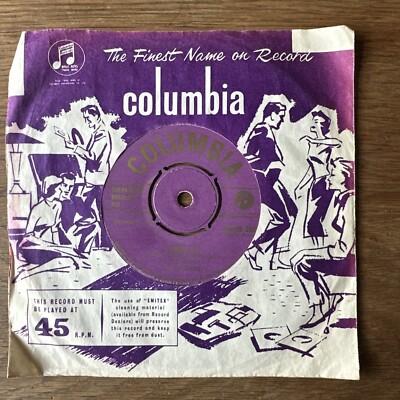 The Finest Name on Record
columbia
COLUMBIA
THIS RECORD MUST
BE PLAYED AT
45
R.P.M.
The use of "EMITEX"
cleaning material
(available from Record
Dealers) will preserve
this record and keep
it free from dust.